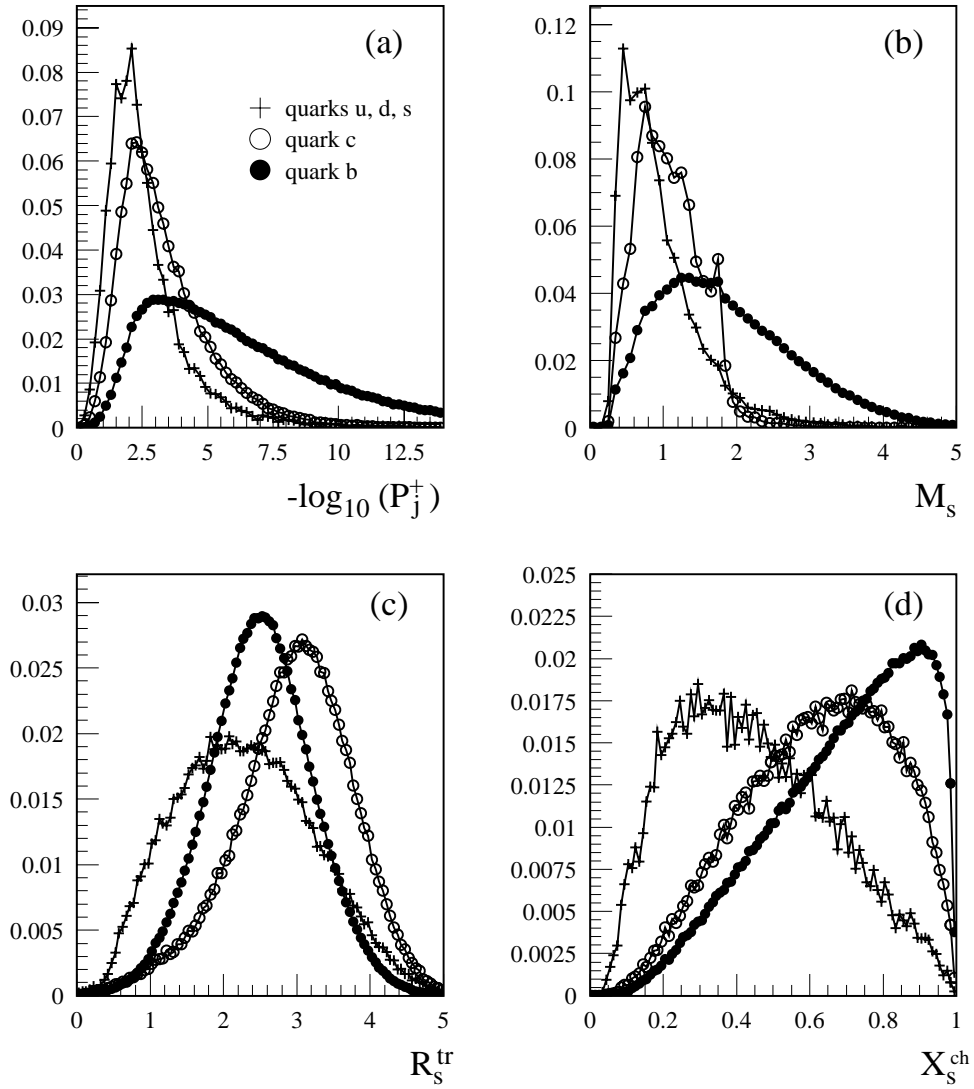 (a)
0.09
0.08
0.07
0.06
0.05
0.04
0.03
0.02
0.01
0
quarks u, d, s
quark c
quark b
0 2.5 5 7.5 10 12.5
-log₁₀ (P⁺ⱼ)
(b)
0.12
0.1
0.08
0.06
0.04
0.02
0
0 1 2 3 4 5
Mₛ
(c)
0.03
0.025
0.02
0.015
0.01
0.005
0
0 1 2 3 4 5
Rₛᵗʳ
(d)
0.025
0.0225
0.02
0.0175
0.015
0.0125
0.01
0.0075
0.005
0.0025
0
0 0.2 0.4 0.6 0.8 1
Xₛᶜʰ